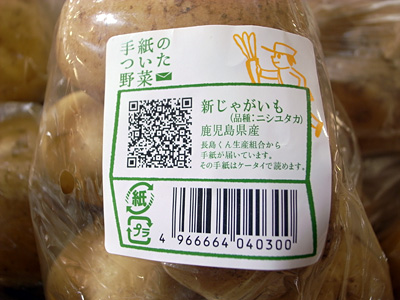 手紙の
ついた
野菜
新じゃがいも
(品種:ニシユタカ)
鹿児島県産
長島くん生産組合から
手紙が届いています。
その手紙はケータイで読めます。
紙
プラ
4 966664 040300